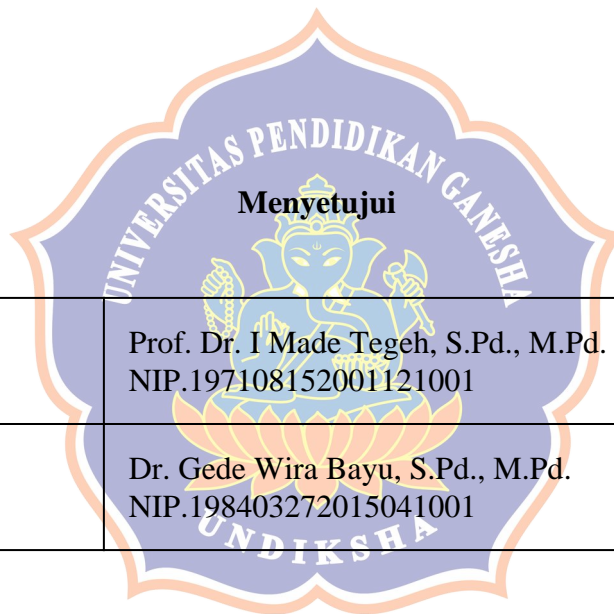 UNIVERSITAS PENDIDIKAN GANESHA
Menyetujui
Prof. Dr. I Made Tegeh, S.Pd., M.Pd.
NIP.197108152001121001
Dr. Gede Wira Bayu, S.Pd., M.Pd.
NIP.198403272015041001
UNDIKSHA